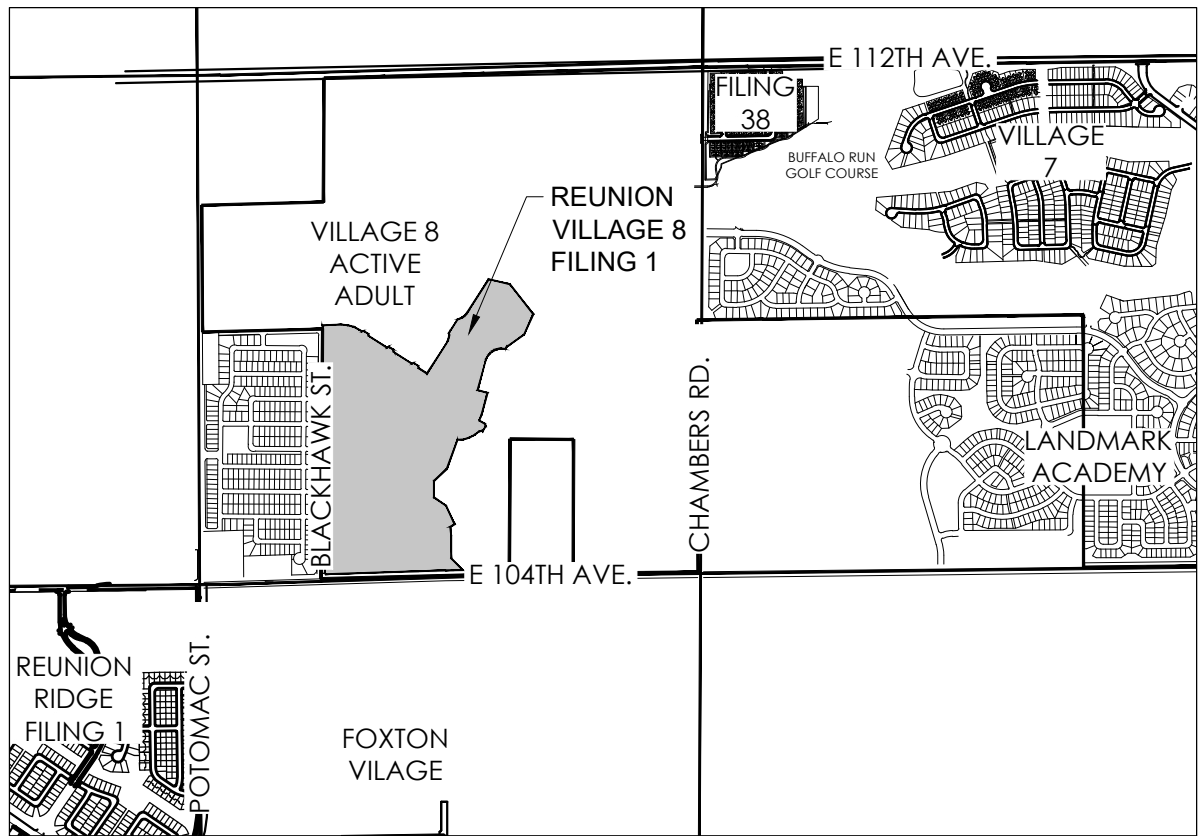 E 112TH AVE.
FILING
38
VILLAGE
7
BUFFALO RUN
GOLF COURSE
REUNION
VILLAGE 8
FILING 1
VILLAGE 8
ACTIVE
ADULT
BLACKHAWK ST.
CHAMBERS RD.
LANDMARK
ACADEMY
E 104TH AVE.
REUNION
RIDGE
FILING 1
POTOMAC ST.
FOXTON
VILAGE